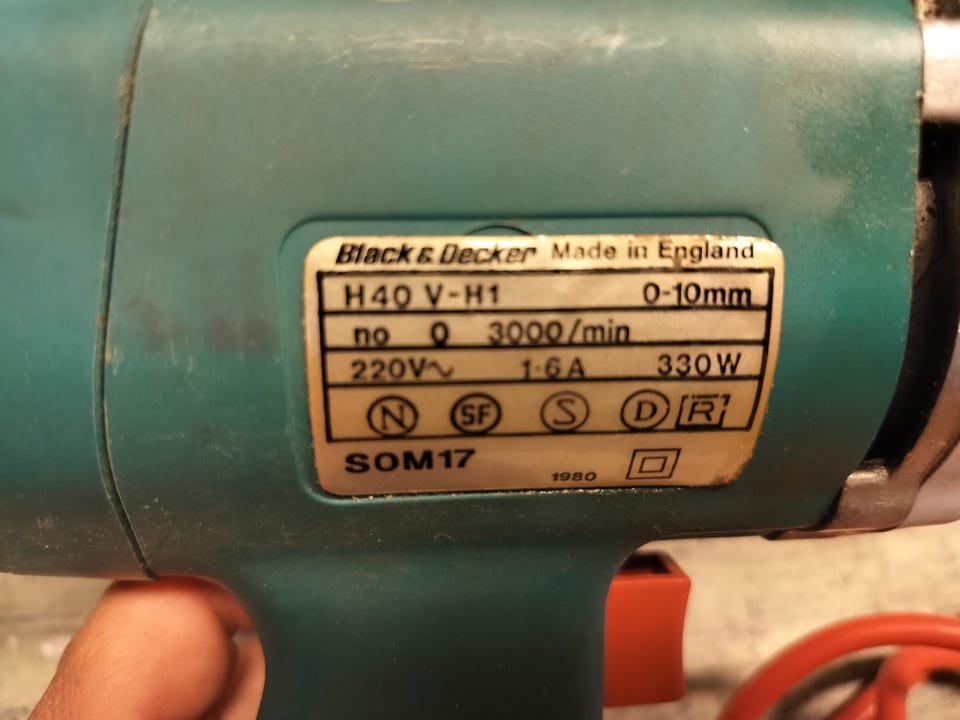 Black & Decker Made in England
H40 V-H1 0-10mm
no 0 3000/min
220V~ 1·6A 330W
N SF S D R
SOM17
1980